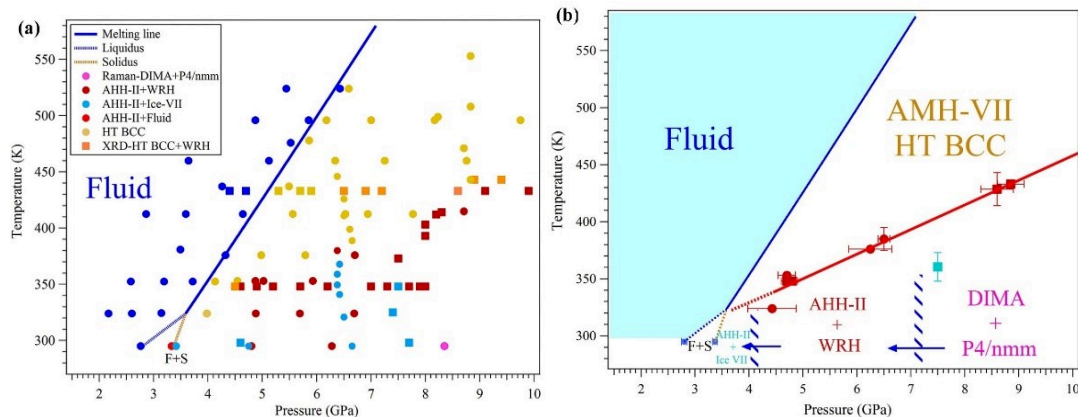 (a)
Melting line
Liquidus
Solidus
Raman-DIMA+P4/nmm
AHH-II+WRH
AHH-II+Ice-VII
AHH-II+Fluid
HT BCC
XRD-HT BCC+WRH
Fluid
F+S
Temperature (K)
550
500
450
400
350
300
2
3
4
5
6
7
8
9
10
Pressure (GPa)
(b)
Fluid
AMH-VII
HT BCC
AHH-II
+
WRH
DIMA
+
P4/nmm
F+S
AHH-II
+
Ice VII
Temperature (K)
550
500
450
400
350
300
2
3
4
5
6
7
8
9
10
Pressure (GPa)